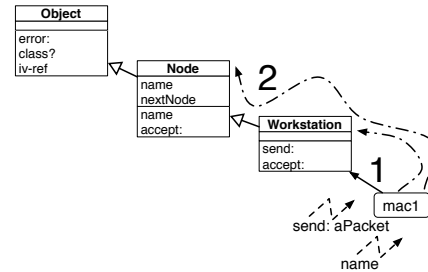 Object
error:
class?
iv-ref
Node
name
nextNode
name
accept:
2
Workstation
send:
accept:
1
mac1
send: aPacket
name